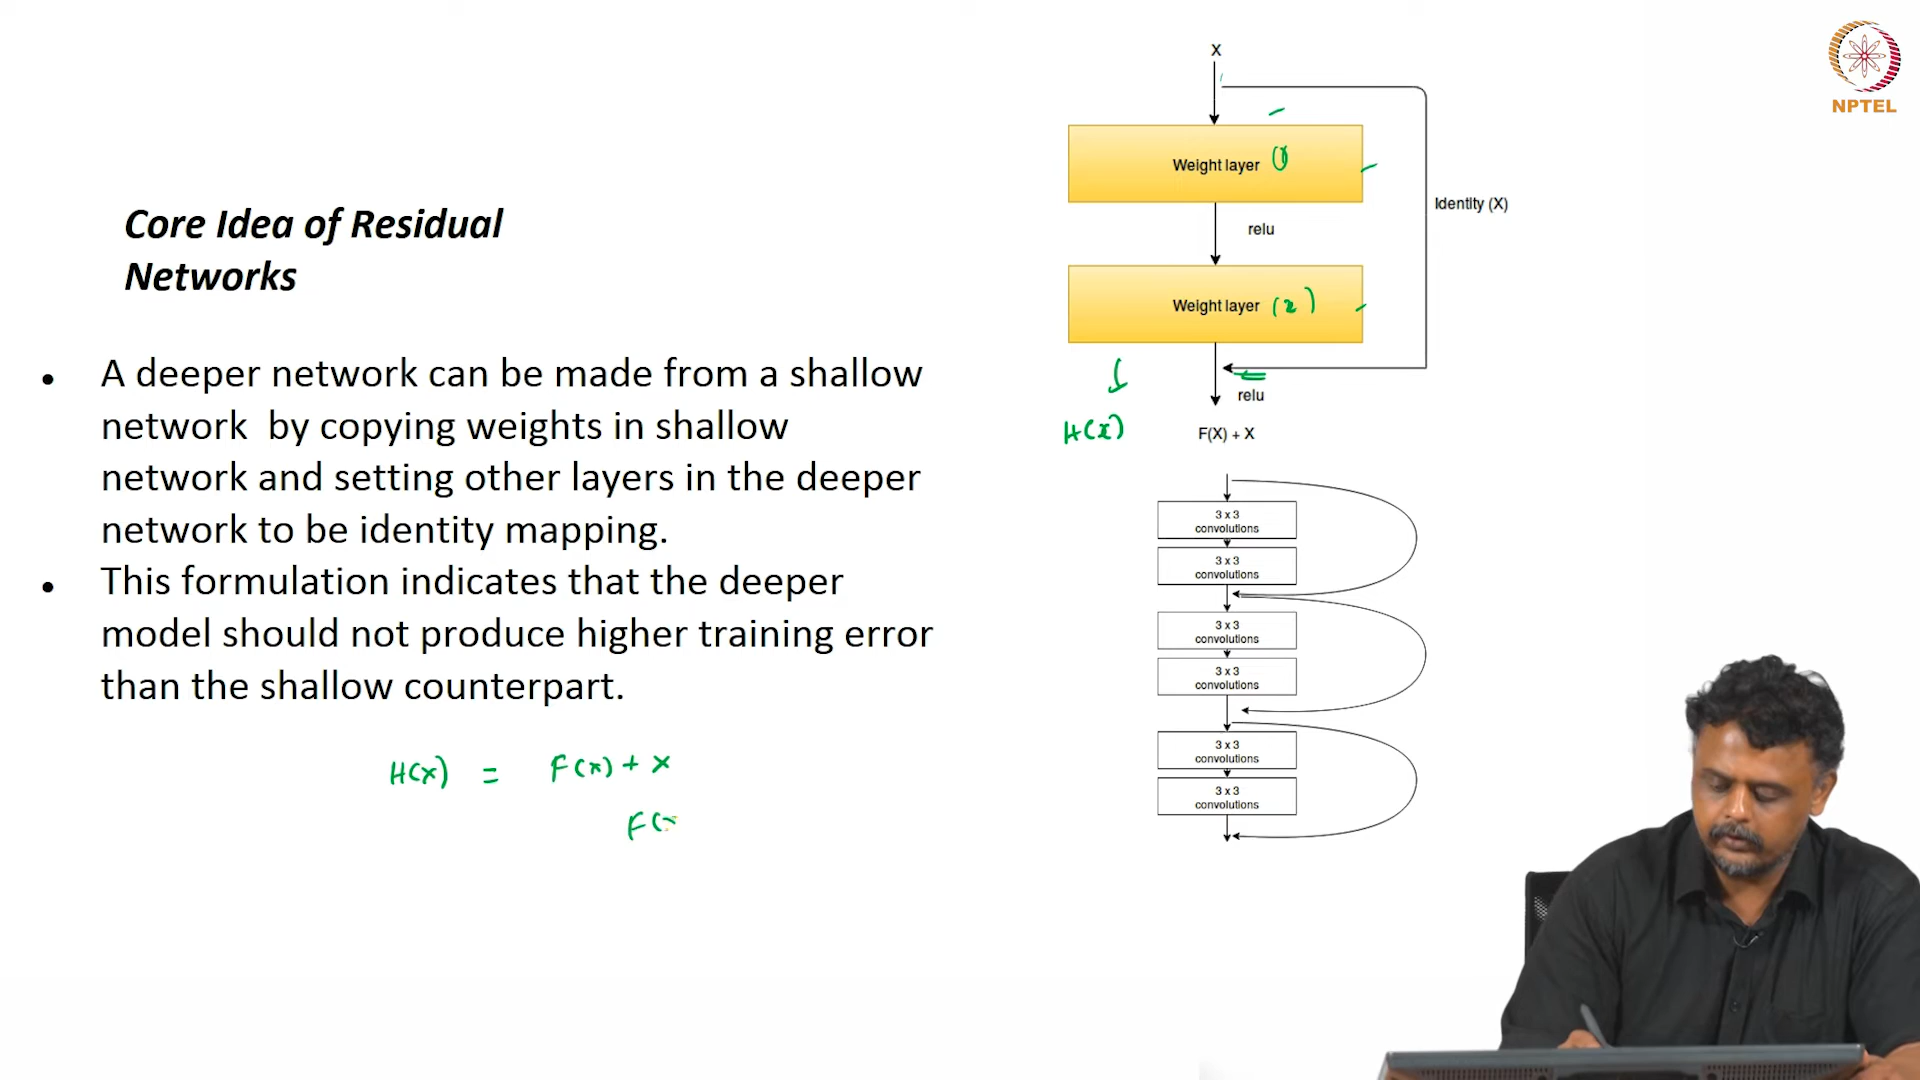 Core Idea of Residual
Networks
● A deeper network can be made from a shallow
network by copying weights in shallow
network and setting other layers in the deeper
network to be identity mapping.
● This formulation indicates that the deeper
model should not produce higher training error
than the shallow counterpart.
H(x) = F(x) + x
F(x
X
Weight layer (1)
Identity (X)
relu
Weight layer (2)
relu
H(x)
F(X) + X
3 x 3
convolutions
3 x 3
convolutions
3 x 3
convolutions
3 x 3
convolutions
3 x 3
convolutions
3 x 3
convolutions
NPTEL